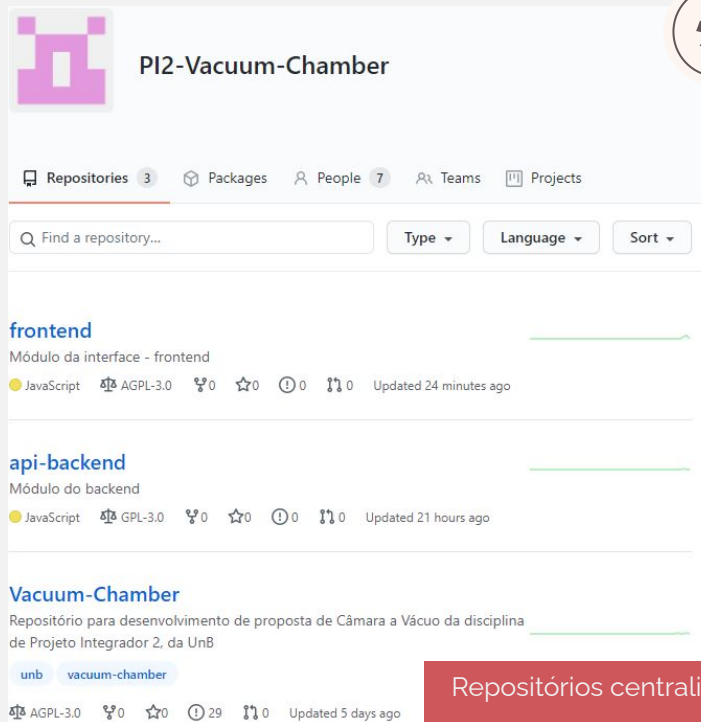 PI2-Vacuum-Chamber
Repositories 3 Packages People 7 Teams Projects
Find a repository... Type Language Sort
frontend
Módulo da interface - frontend
JavaScript AGPL-3.0 0 0 0 0 Updated 24 minutes ago
api-backend
Módulo do backend
JavaScript GPL-3.0 0 0 0 0 Updated 21 hours ago
Vacuum-Chamber
Repositório para desenvolvimento de proposta de Câmara a Vácuo da disciplina
de Projeto Integrador 2, da UnB
unb vacuum-chamber
Repositórios
AGPL-3.0 0 0 29 0 Updated 5 days ago